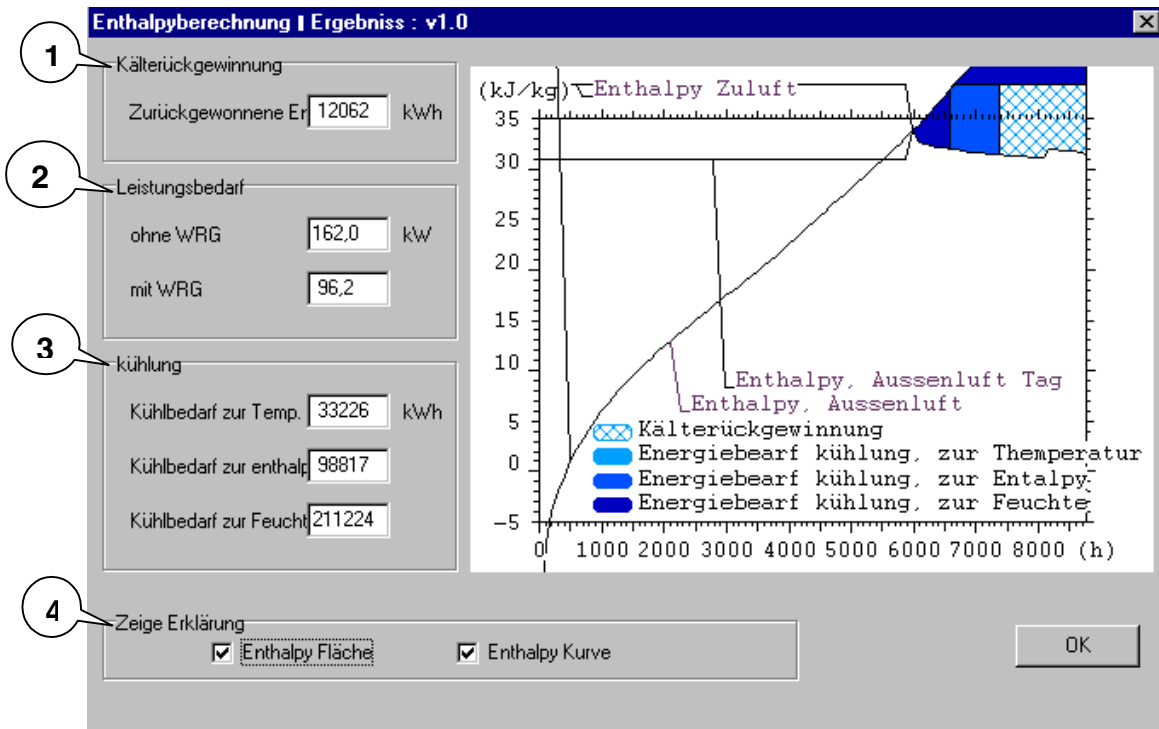 Enthalpyberechnung | Ergebniss : v1.0
1
Kälterückgewinnung
Zurückgewonnene Er 12062 kWh
2
Leistungsbedarf
ohne WRG 162,0 kW
mit WRG 96,2
3
kühlung
Kühlbedarf zur Temp. 33226 kWh
Kühlbedarf zur enthalp 98817
Kühlbedarf zur Feucht 211224
(kJ/kg) Enthalpy Zuluft
35
30
25
20
15
10
5
0
-5
Enthalpy, Aussenluft Tag
Enthalpy, Aussenluft
Kälterückgewinnung
Energiebearf kühlung, zur Themperatur
Energiebearf kühlung, zur Entalpy
Energiebearf kühlung, zur Feuchte
0 1000 2000 3000 4000 5000 6000 7000 8000 (h)
4
Zeige Erklärung
Enthalpy Fläche Enthalpy Kurve
OK